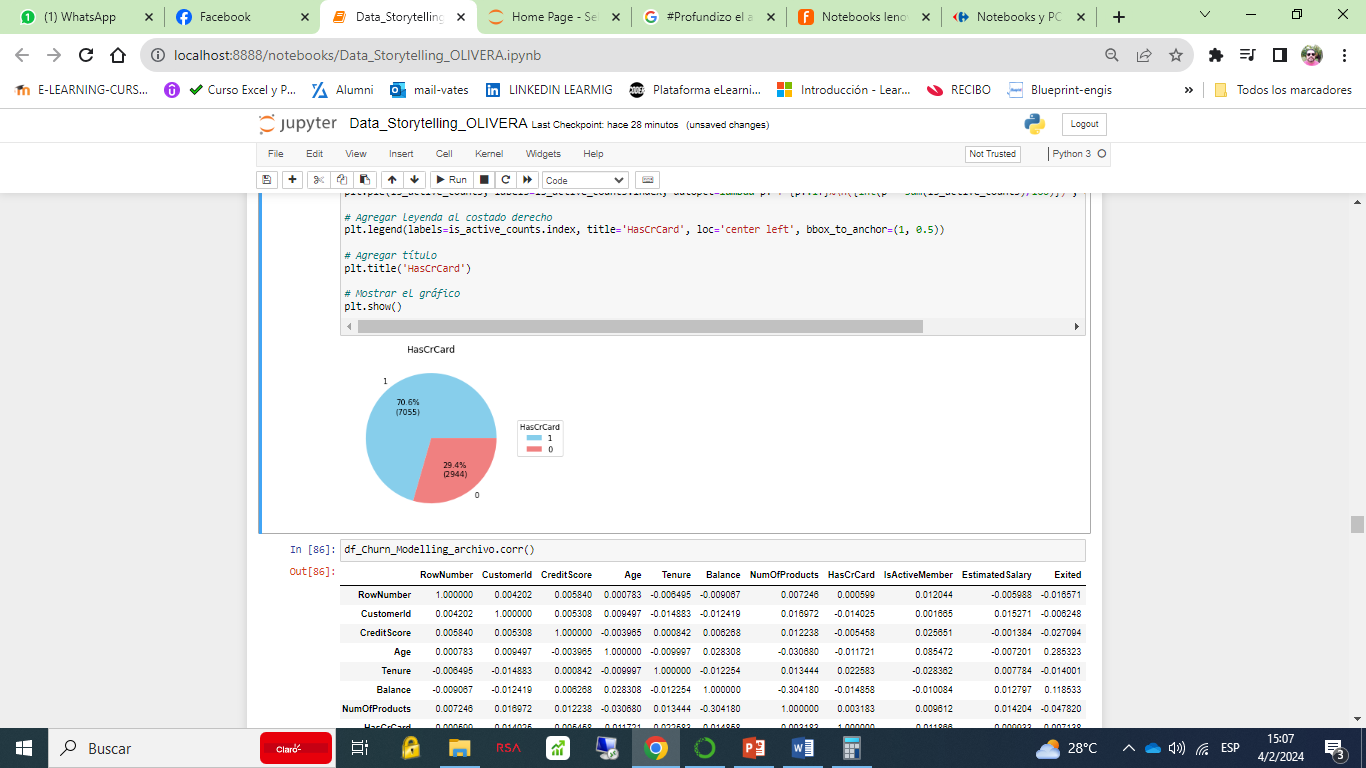 (1) WhatsApp
Facebook
Data_Storytelling
Home Page - Sel
#Profundizo el a
Notebooks leno
Notebooks y PC
localhost:8888/notebooks/Data_Storytelling_OLIVERA.ipynb
E-LEARNING-CURS...
Curso Excel y P...
Alumni
mail-vates
LINKEDIN LEARMIG
Plataforma eLearni...
Introducción - Lear...
RECIBO
Blueprint-engis
»
Todos los marcadores
jupyter Data_Storytelling_OLIVERA Last Checkpoint: hace 28 minutos (unsaved changes)
Logout
File Edit View Insert Cell Kernel Widgets Help
Not Trusted
Python 3
Run
Code
# Agregar leyenda al costado derecho
plt.legend(labels=is_active_counts.index, title='HasCrCard', loc='center left', bbox_to_anchor=(1, 0.5))
# Agregar título
plt.title('HasCrCard')
# Mostrar el gráfico
plt.show()
HasCrCard
1
70.6%
(7055)
29.4%
(2944)
0
HasCrCard
1
0
In [86]: df_Churn_Modelling_archivo.corr()
Out[86]:
RowNumber CustomerId CreditScore Age Tenure Balance NumOfProducts HasCrCard IsActiveMember EstimatedSalary Exited
RowNumber 1.000000 0.004202 0.005840 0.000783 -0.006495 -0.009067 0.007246 0.000599 0.012044 -0.005988 -0.016571
CustomerId 0.004202 1.000000 0.005308 0.009497 -0.014883 -0.012419 0.016972 -0.014025 0.001665 0.015271 -0.006248
CreditScore 0.005840 0.005308 1.000000 -0.003965 0.000842 0.006268 0.012238 -0.005458 0.025651 -0.001384 -0.027094
Age 0.000783 0.009497 -0.003965 1.000000 -0.009997 0.028308 -0.030680 -0.011721 0.085472 -0.007201 0.285323
Tenure -0.006495 -0.014883 0.000842 -0.009997 1.000000 -0.012254 0.013444 0.022583 -0.028362 0.007784 -0.014001
Balance -0.009067 -0.012419 0.006268 0.028308 -0.012254 1.000000 -0.304180 -0.014858 -0.010084 0.012797 0.118533
NumOfProducts 0.007246 0.016972 0.012238 -0.030680 0.013444 -0.304180 1.000000 0.003183 0.009612 0.014204 -0.047820
Buscar
Claro
RSA
28°C
ESP
15:07
4/2/2024
3